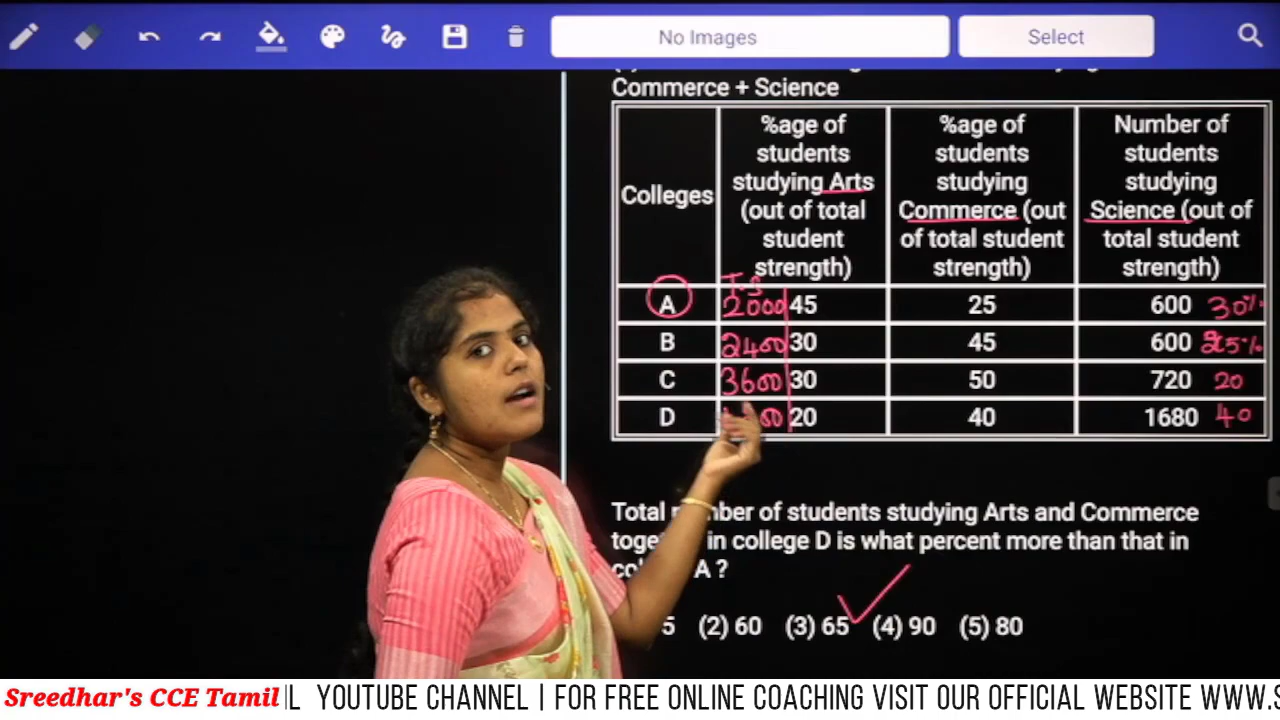 No Images
Select
Commerce + Science
Colleges
%age of
students
studying Arts
(out of total
student
strength)
%age of
students
studying
Commerce (out
of total student
strength)
Number of
students
studying
Science (out of
total student
strength)
T.S
A 2000 45 25 600 30%
B 2400 30 45 600 25%
C 3600 30 50 720 20
D 20 40 1680 40
Total number of students studying Arts and Commerce
in college D is what percent more than that in
A ?
5 (2) 60 (3) 65 (4) 90 (5) 80
Sreedhar's CCE Tamil
IL YOUTUBE CHANNEL | FOR FREE ONLINE COACHING VISIT OUR OFFICIAL WEBSITE WWW.S